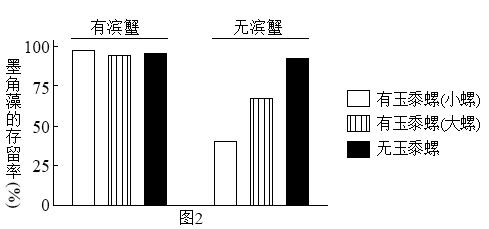 有滨蟹
无滨蟹
墨角藻的存留率(%)
100
75
50
25
0
有玉黍螺(小螺)
有玉黍螺(大螺)
无玉黍螺
图2